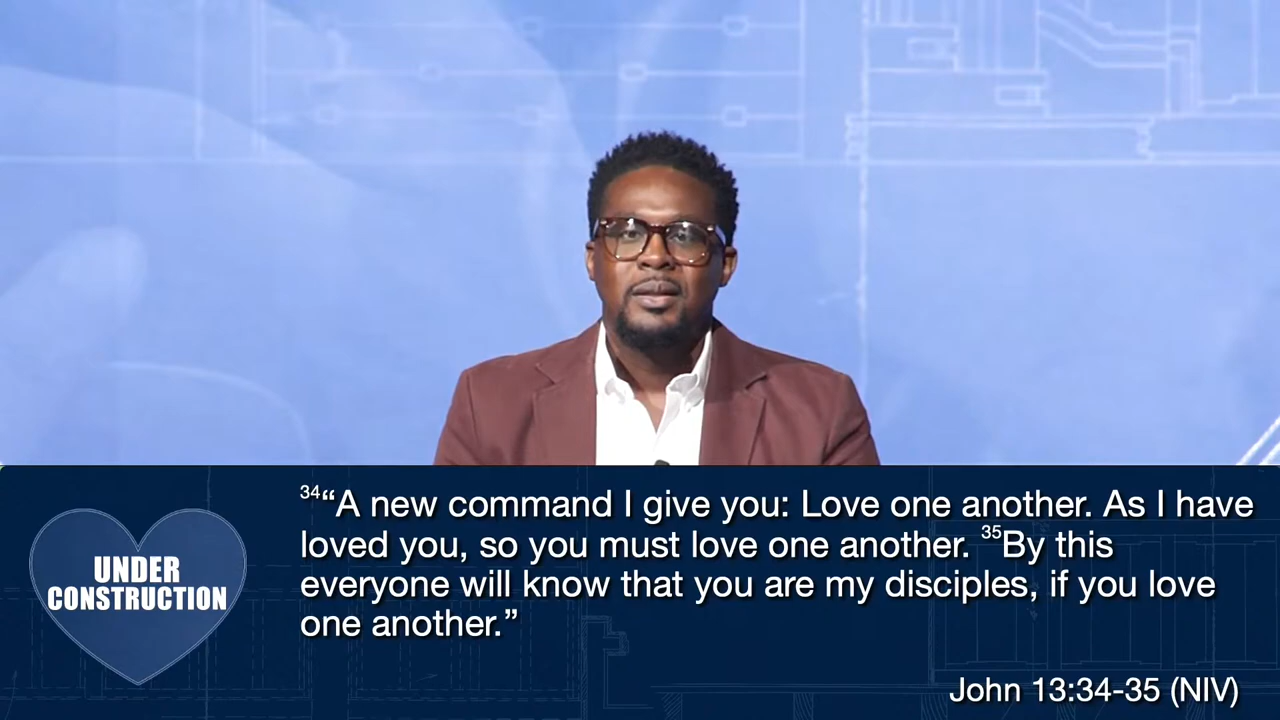 UNDER
CONSTRUCTION
34“A new command I give you: Love one another. As I have
loved you, so you must love one another. 35By this
everyone will know that you are my disciples, if you love
one another.”
John 13:34-35 (NIV)